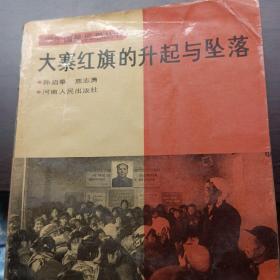 大寨红旗的升起与坠落
孙启泰 熊志勇
河南人民出版社